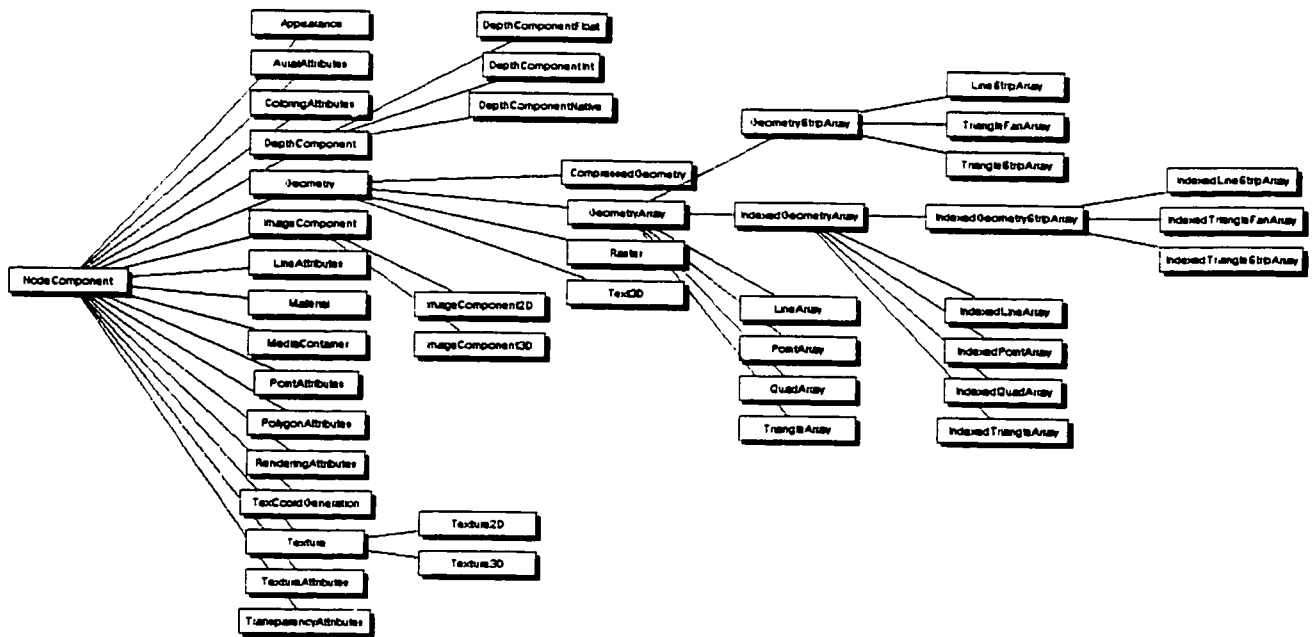 Appearance
AuralAttributes
ColoringAttributes
DepthComponent
Geometry
ImageComponent
LineAttributes
Material
MediaContainer
PointAttributes
PolygonAttributes
RenderingAttributes
TexCoordGeneration
Texture
TextureAttributes
TransparencyAttributes
NodeComponent
DepthComponentFloat
DepthComponentInt
DepthComponentNative
ImageComponent2D
ImageComponent3D
Texture2D
Texture3D
CompressedGeometry
GeometryArray
Raster
Text3D
GeometryStripArray
IndexedGeometryArray
LineArray
PointArray
QuadArray
TriangleArray
LineStripArray
TriangleFanArray
TriangleStripArray
IndexedGeometryStripArray
IndexedLineArray
IndexedPointArray
IndexedQuadArray
IndexedTriangleArray
IndexedLineStripArray
IndexedTriangleFanArray
IndexedTriangleStripArray